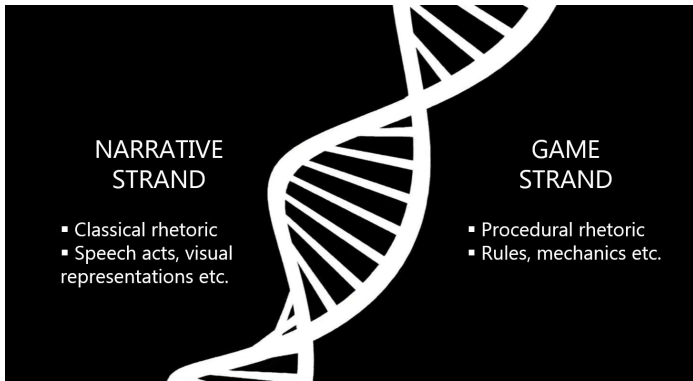 NARRATIVE
STRAND
▪ Classical rhetoric
▪ Speech acts, visual
representations etc.
GAME
STRAND
▪ Procedural rhetoric
▪ Rules, mechanics etc.